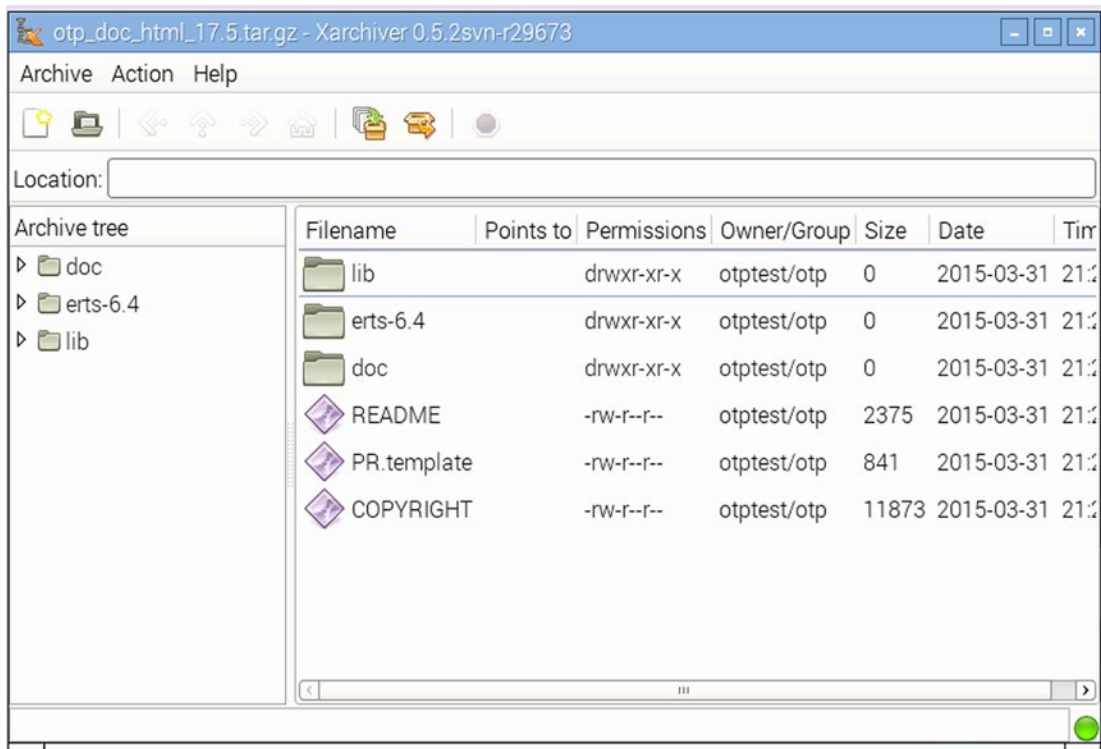 otp_doc_html_17.5.tar.gz - Xarchiver 0.5.2svn-r29673
Archive Action Help
Location:
Archive tree
doc
erts-6.4
lib
Filename Points to Permissions Owner/Group Size Date
lib drwxr-xr-x otptest/otp 0 2015-03-31
erts-6.4 drwxr-xr-x otptest/otp 0 2015-03-31
doc drwxr-xr-x otptest/otp 0 2015-03-31
README -rw-r--r-- otptest/otp 2375 2015-03-31
PR.template -rw-r--r-- otptest/otp 841 2015-03-31
COPYRIGHT -rw-r--r-- otptest/otp 11873 2015-03-31